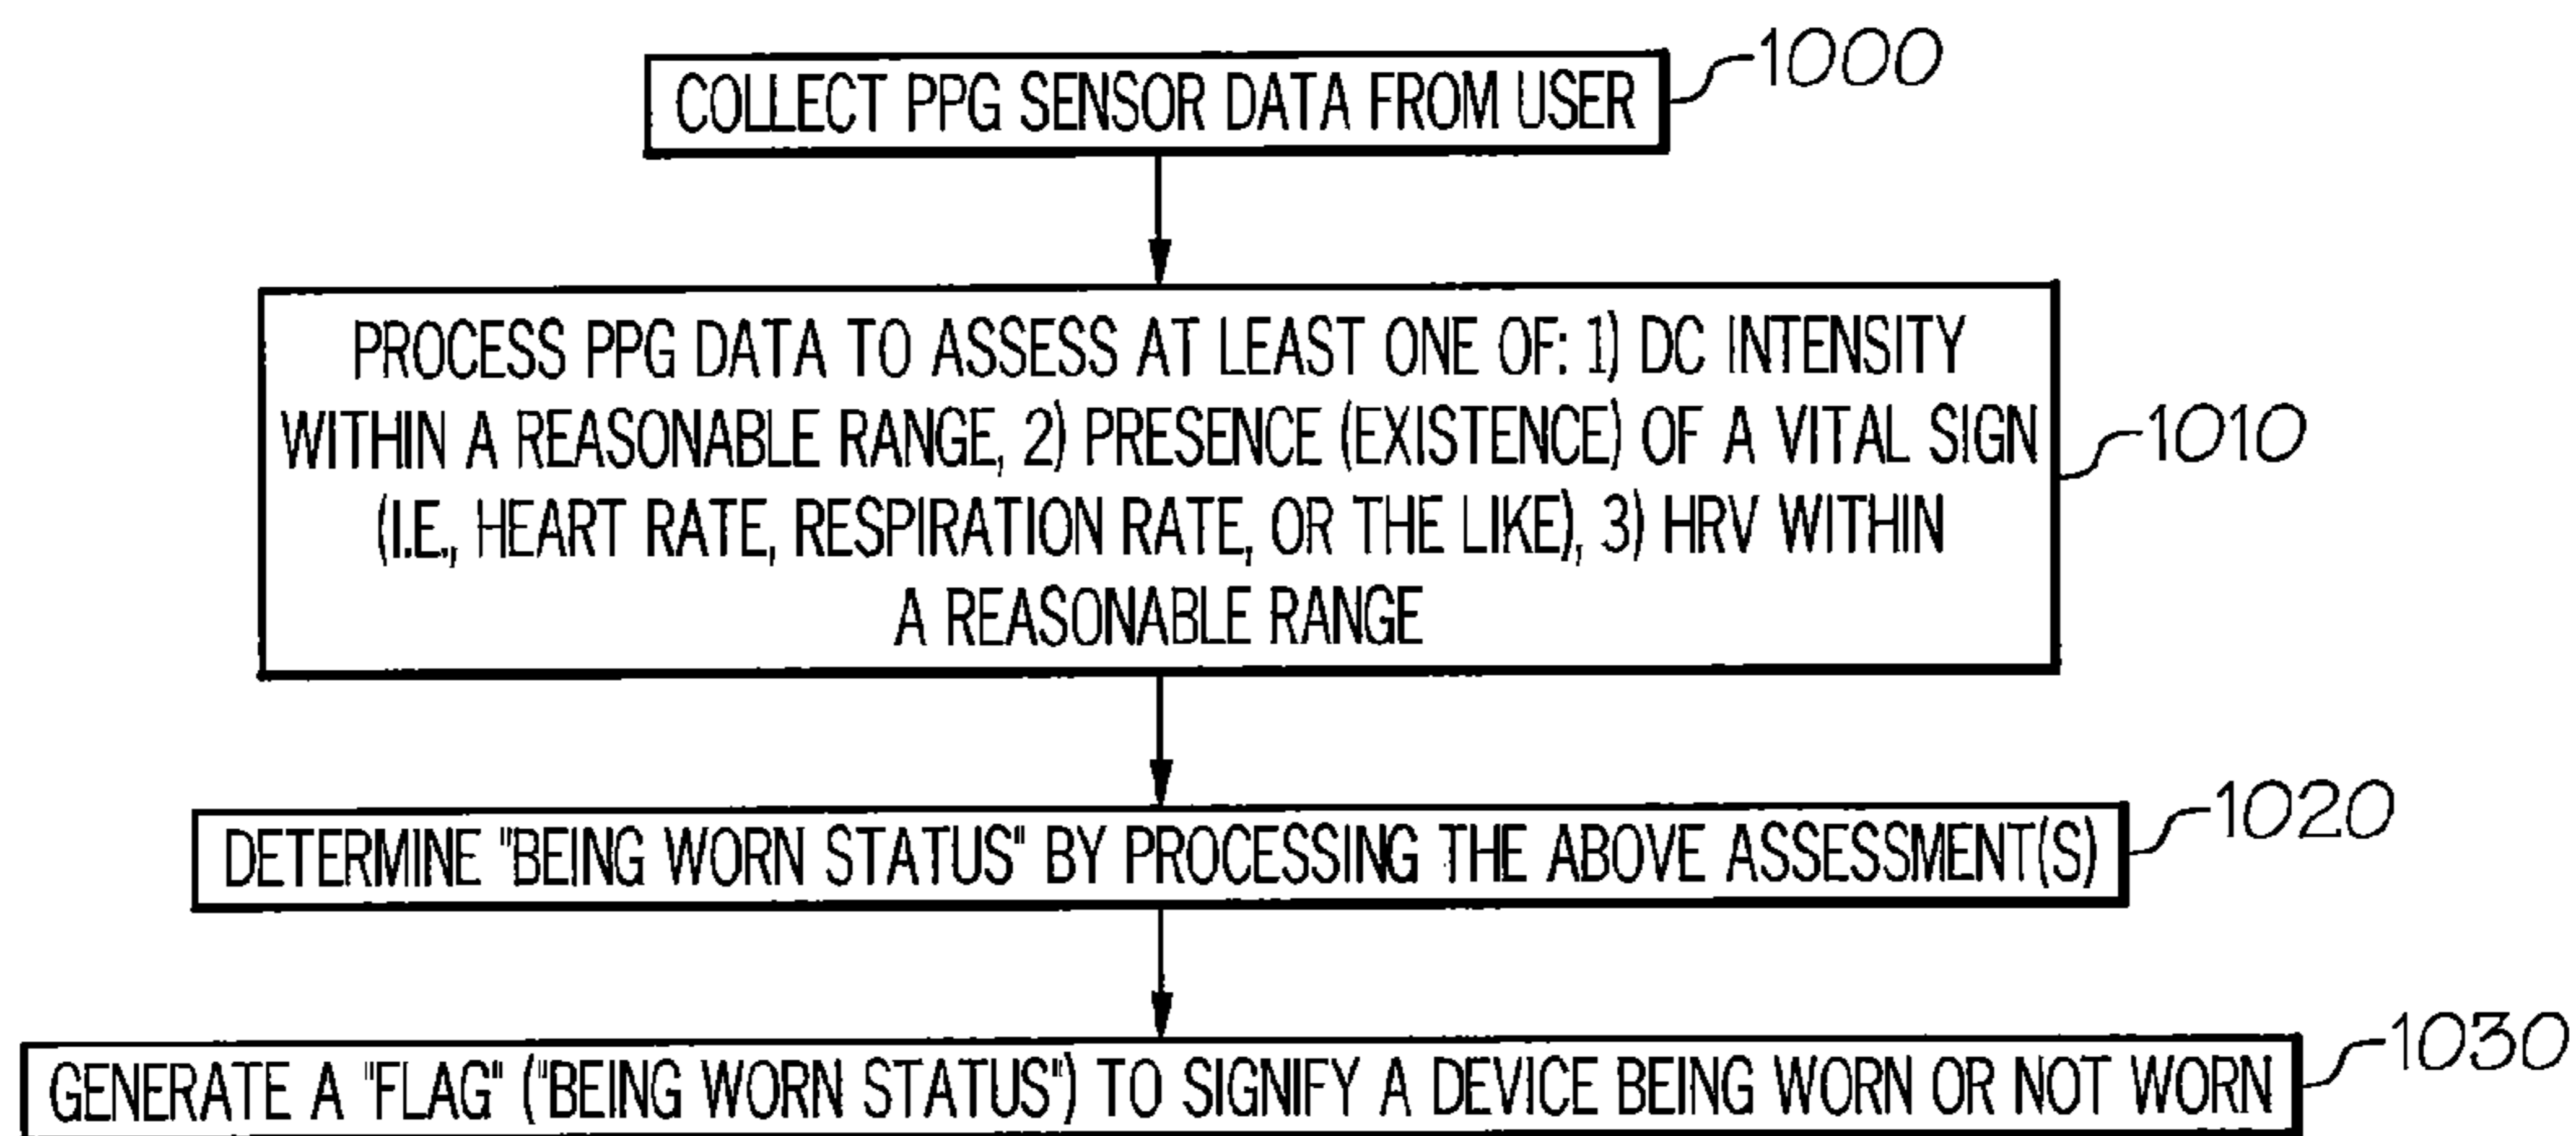 COLLECT PPG SENSOR DATA FROM USER
1000
PROCESS PPG DATA TO ASSESS AT LEAST ONE OF: 1) DC INTENSITY
WITHIN A REASONABLE RANGE, 2) PRESENCE (EXISTENCE) OF A VITAL SIGN
(I.E., HEART RATE, RESPIRATION RATE, OR THE LIKE), 3) HRV WITHIN
A REASONABLE RANGE
1010
DETERMINE "BEING WORN STATUS" BY PROCESSING THE ABOVE ASSESSMENT(S)
1020
GENERATE A "FLAG" ("BEING WORN STATUS") TO SIGNIFY A DEVICE BEING WORN OR NOT WORN
1030